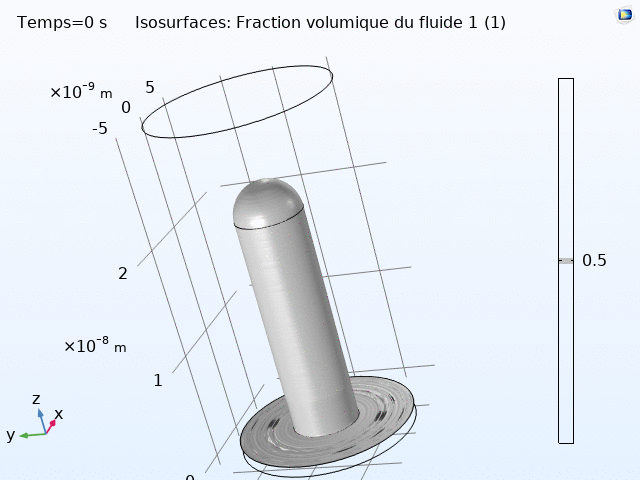 Temps=0 s Isosurfaces: Fraction volumique du fluide 1 (1)
×10⁻⁹ m
5
0
-5
2
0.5
×10⁻⁸ m
1
z
x
y
0